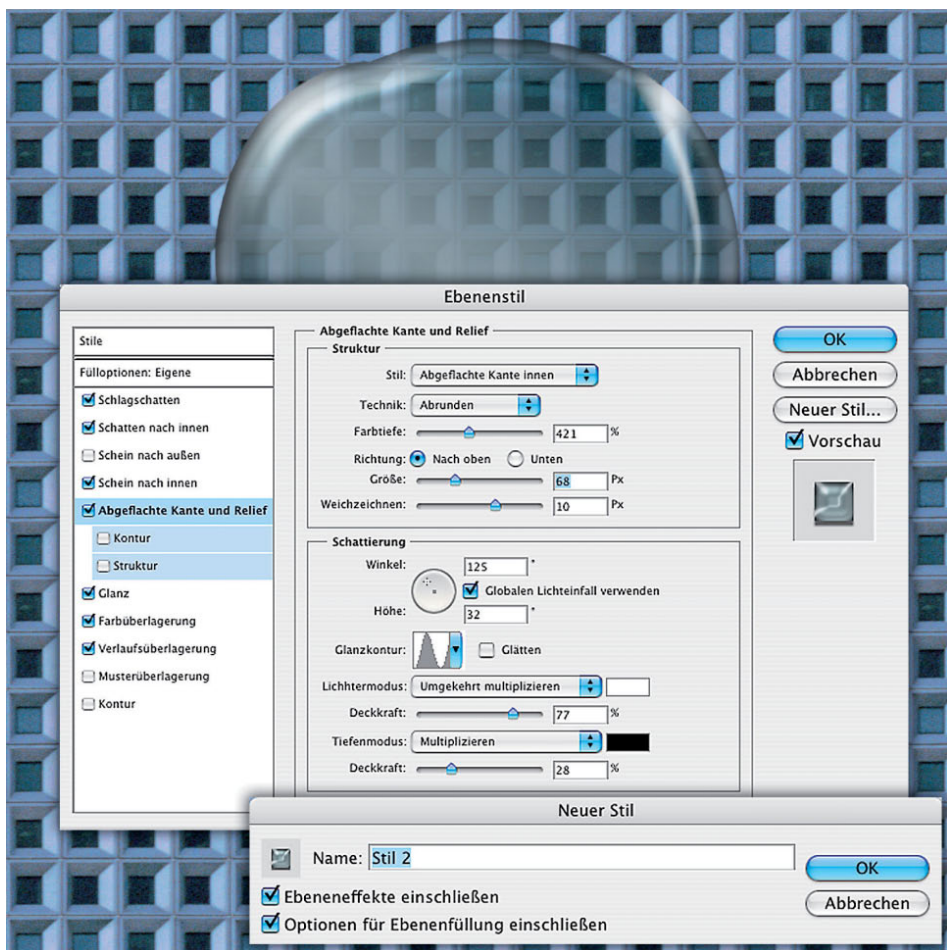 Ebenenstil
Stile
Fülloptionen: Eigene
Schlagschatten
Schatten nach innen
Schein nach außen
Schein nach innen
Abgeflachte Kante und Relief
Kontur
Struktur
Glanz
Farbüberlagerung
Verlaufsüberlagerung
Musterüberlagerung
Kontur
Abgeflachte Kante und Relief
Struktur
Stil: Abgeflachte Kante innen
Technik: Abrunden
Farbtiefe: 421 %
Richtung: Nach oben Unten
Größe: 68 Px
Weichzeichnen: 10 Px
Schattierung
Winkel: 125 °
Globalen Lichteinfall verwenden
Höhe: 32 °
Glanzkontur: Glätten
Lichtermodus: Umgekehrt multiplizieren
Deckkraft: 77 %
Tiefenmodus: Multiplizieren
Deckkraft: 28 %
OK
Abbrechen
Neuer Stil...
Vorschau
Neuer Stil
Name: Stil 2
Ebeneneffekte einschließen
Optionen für Ebenenfüllung einschließen
OK
Abbrechen